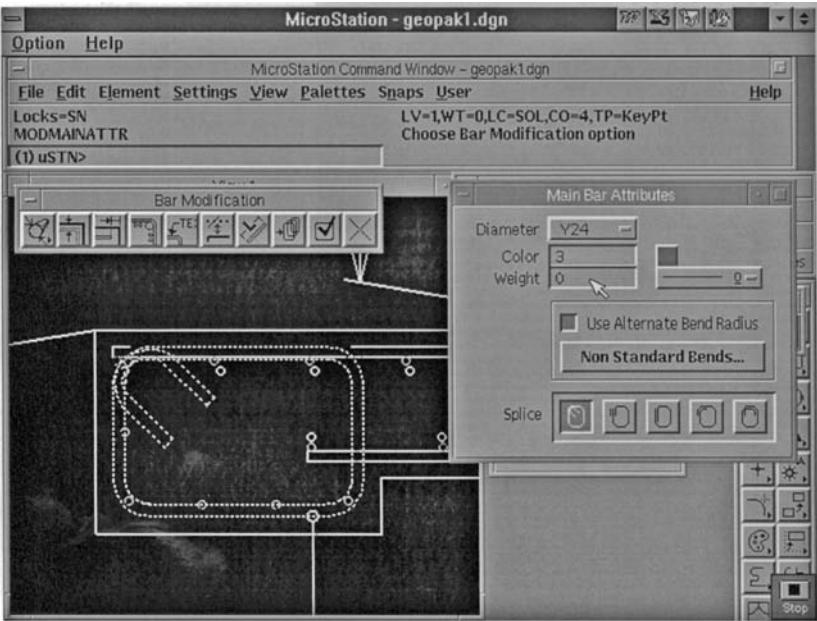 MicroStation - geopak1.dgn
Option Help
MicroStation Command Window - geopak1.dgn
File Edit Element Settings View Palettes Snaps User Help
Locks=SN LV=1,WT=0,LC=SOL,CO=4,TP=KeyPt
MODMAINATTR Choose Bar Modification option
(1) uSTN>
Bar Modification
Main Bar Attributes
Diameter Y24
Color 3
Weight 0 0
Use Alternate Bend Radius
Non Standard Bends...
Splice
Stop